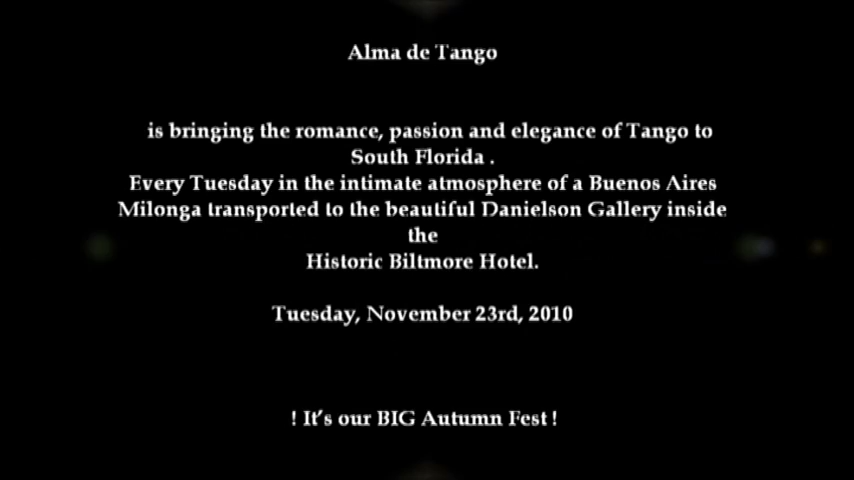 Alma de Tango
is bringing the romance, passion and elegance of Tango to
South Florida .
Every Tuesday in the intimate atmosphere of a Buenos Aires
Milonga transported to the beautiful Danielson Gallery inside
the
Historic Biltmore Hotel.
Tuesday, November 23rd, 2010
! It's our BIG Autumn Fest !